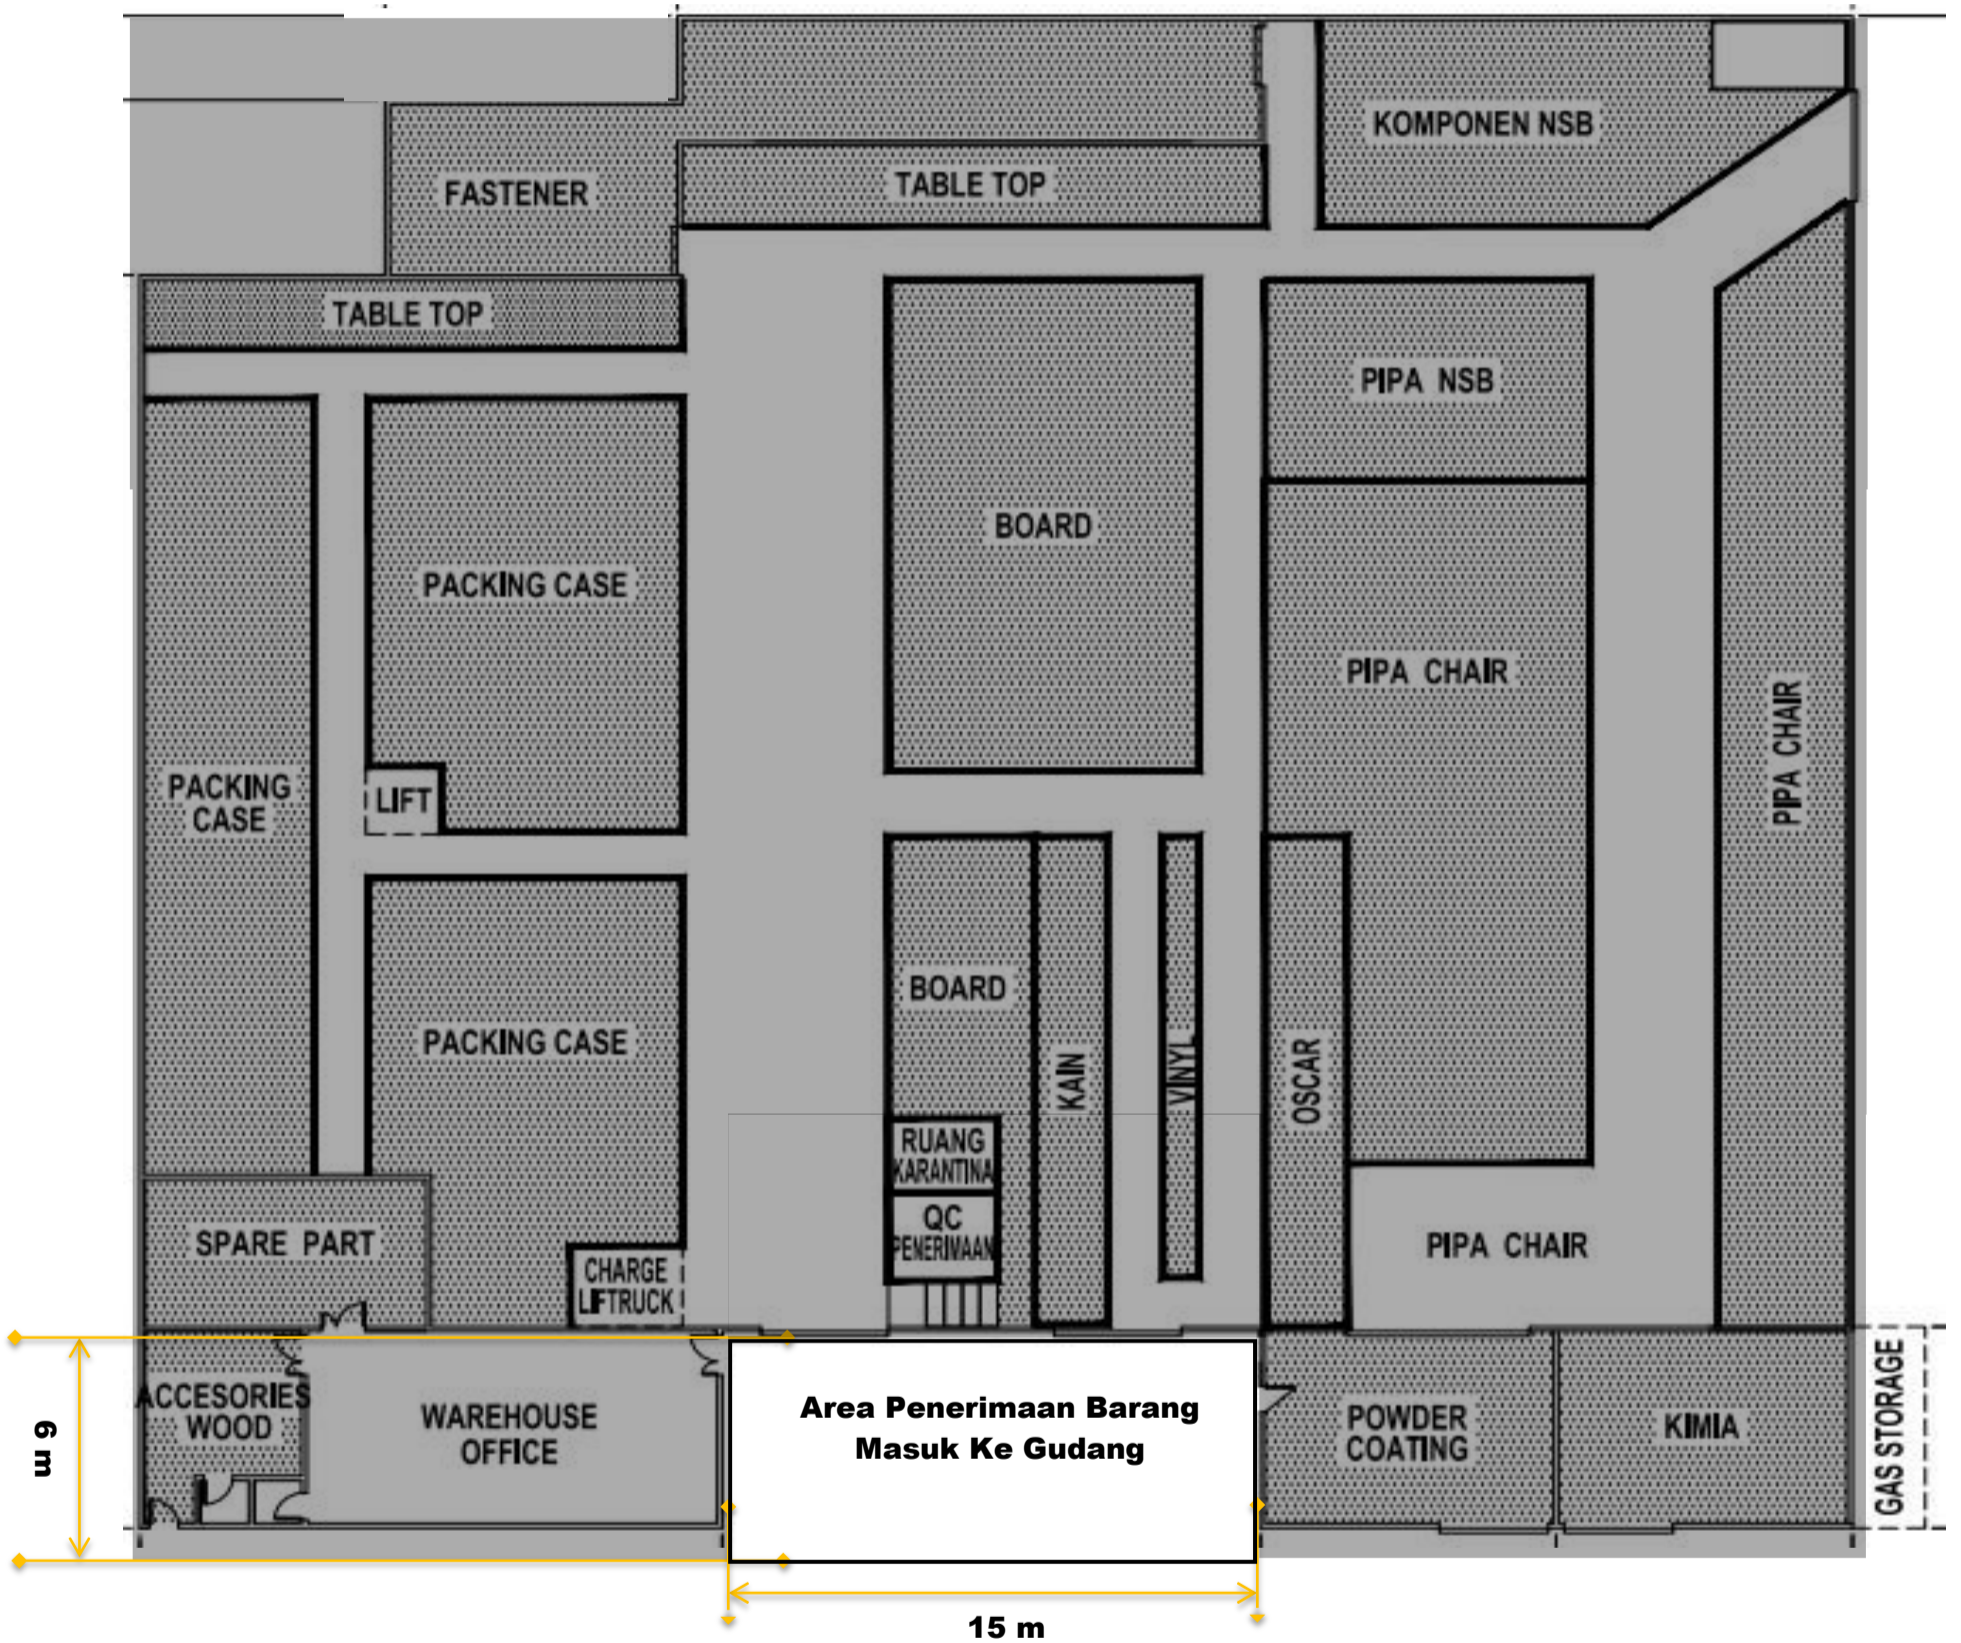 KOMPONEN NSB
TABLE TOP
FASTENER
TABLE TOP
PIPA NSB
BOARD
PACKING CASE
PIPA CHAIR
PIPA CHAIR
PACKING
CASE
LIFT
BOARD
PACKING CASE
KAIN
VINYL
OSCAR
RUANG
KARANTINA
QC
PENERIMAAN
SPARE PART
CHARGE
LIFTRUCK
PIPA CHAIR
ACCESORIES
WOOD
WAREHOUSE
OFFICE
Area Penerimaan Barang
Masuk Ke Gudang
POWDER
COATING
KIMIA
GAS STORAGE
6 m
15 m